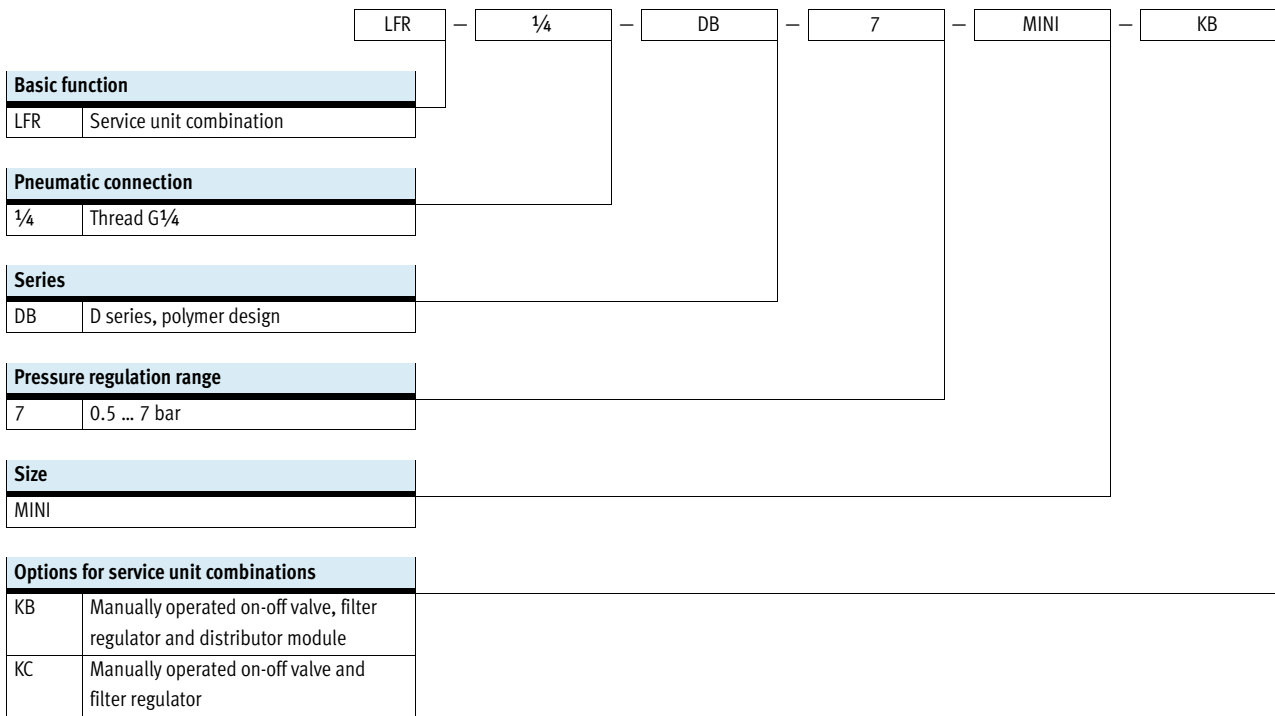 LFR – ¼ – DB – 7 – MINI – KB
Basic function
LFR Service unit combination
Pneumatic connection
¼ Thread G¼
Series
DB D series, polymer design
Pressure regulation range
7 0.5 ... 7 bar
Size
MINI
Options for service unit combinations
KB Manually operated on-off valve, filter
regulator and distributor module
KC Manually operated on-off valve and
filter regulator